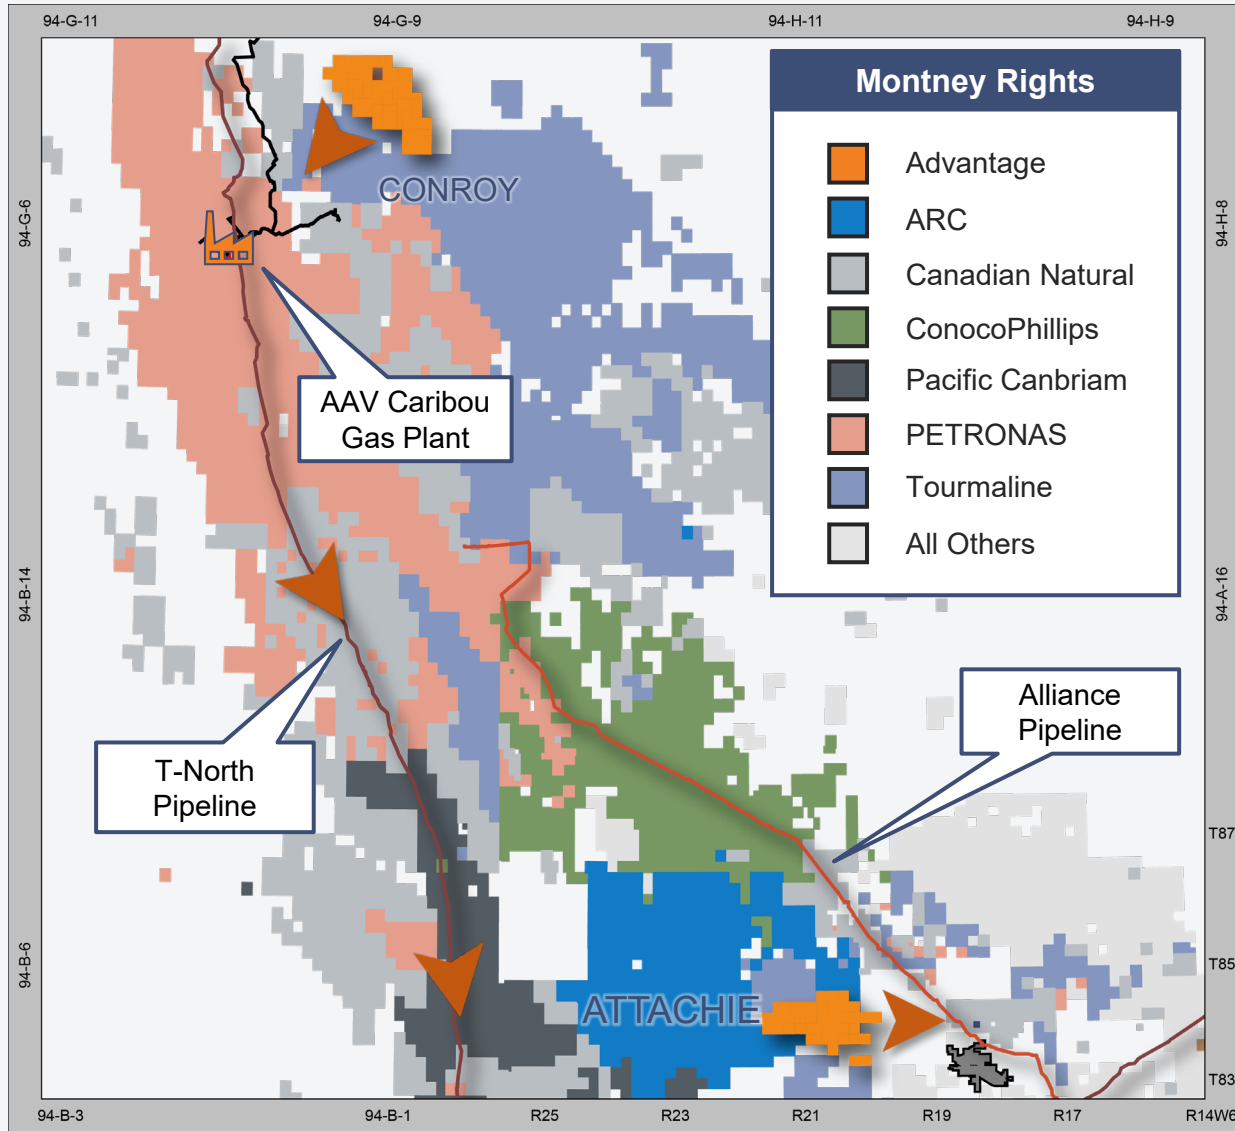 94-G-11
94-G-9
94-H-11
94-H-9
Montney Rights
Advantage
ARC
Canadian Natural
ConocoPhillips
Pacific Canbriam
PETRONAS
Tourmaline
All Others
CONROY
94-G-6
94-H-8
AAV Caribou
Gas Plant
94-B-14
94-A-16
Alliance
Pipeline
T-North
Pipeline
T87
94-B-6
T85
ATTACHIE
T83
94-B-3
94-B-1
R25
R23
R21
R19
R17
R14W6